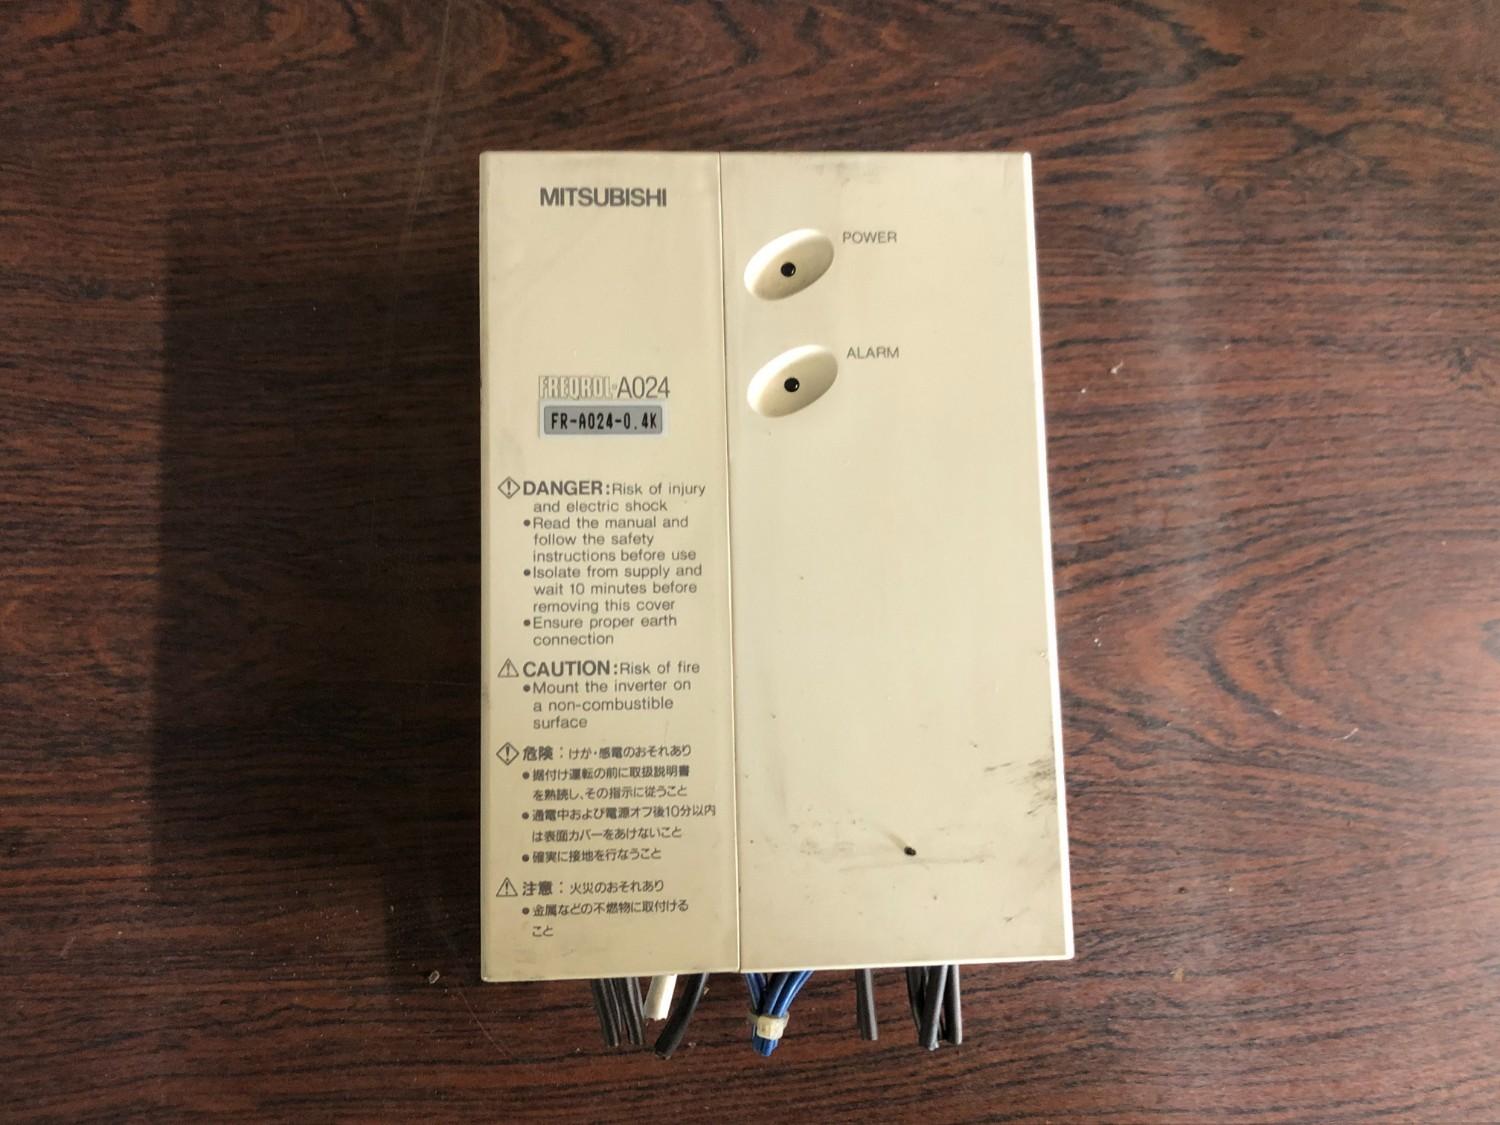 MITSUBISHI
POWER
ALARM
FREQROL-A024
FR-A024-0.4K
DANGER:Risk of injury
and electric shock
●Read the manual and
follow the safety
instructions before use
●Isolate from supply and
wait 10 minutes before
removing this cover
●Ensure proper earth
connection
CAUTION:Risk of fire
●Mount the inverter on
a non-combustible
surface
危険：けが・感電のおそれあり
●据付け運転の前に取扱説明書
を熟読し、その指示に従うこと
●通電中および電源オフ後10分以内
は表面カバーをあけないこと
●確実に接地を行なうこと
注意：火災のおそれあり
●金属などの不燃物に取付ける
こと